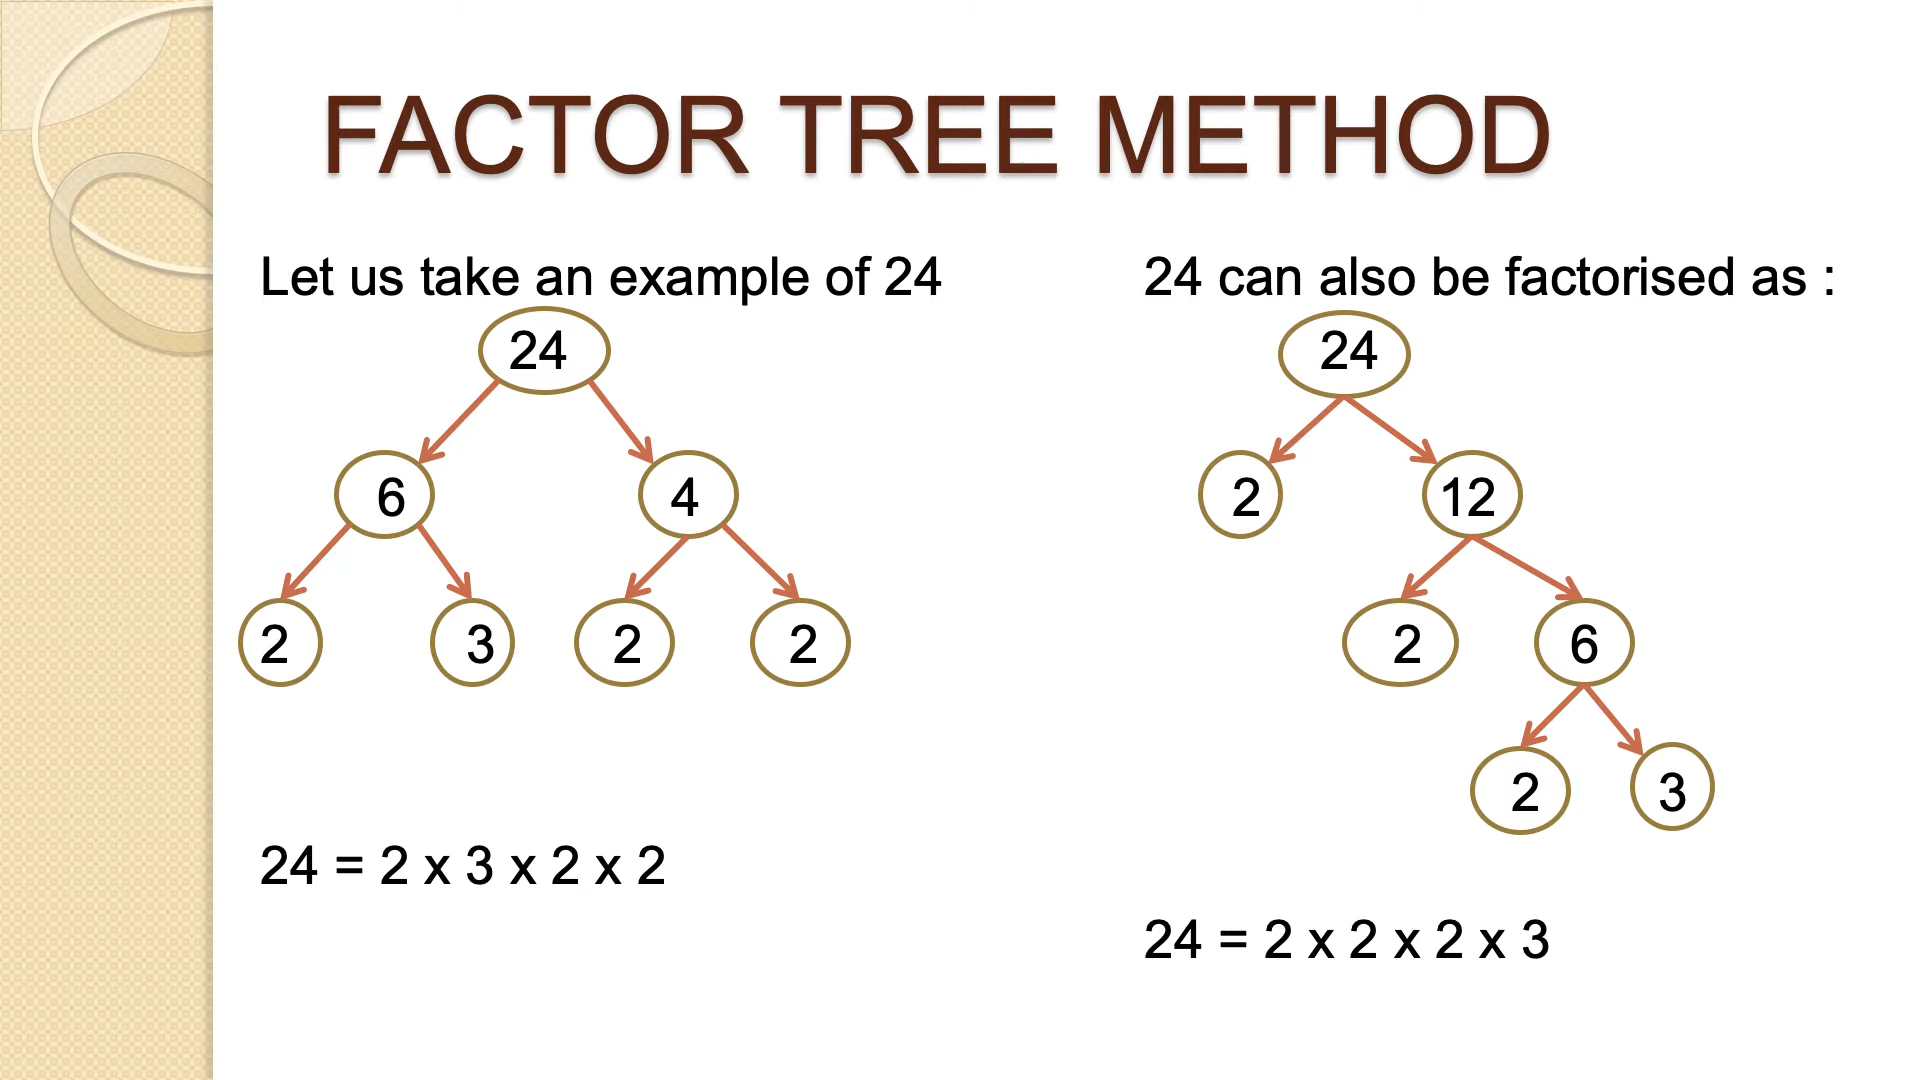 FACTOR TREE METHOD
Let us take an example of 24
24
6 4
2 3 2 2
24 = 2 x 3 x 2 x 2
24 can also be factorised as :
24
2 12
2 6
2 3
24 = 2 x 2 x 2 x 3